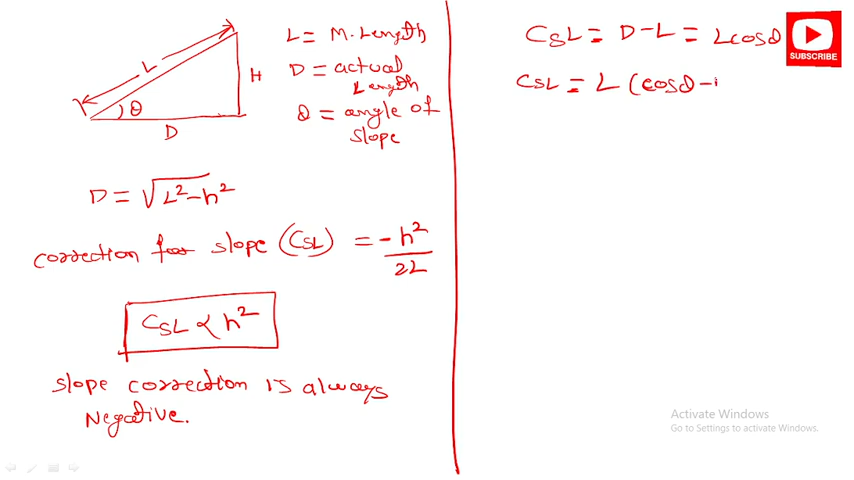 L = M. Length
D = actual
Length
θ = angle of
slope
L
H
θ
D
D = √L²-h²
correction for slope (CSL) = -h²/2L
CSL ∝ h²
slope correction is always
Negative.
CSL = D-L = Lcosθ
CSL = L (cosθ -
SUBSCRIBE
Activate Windows
Go to Settings to activate Windows.